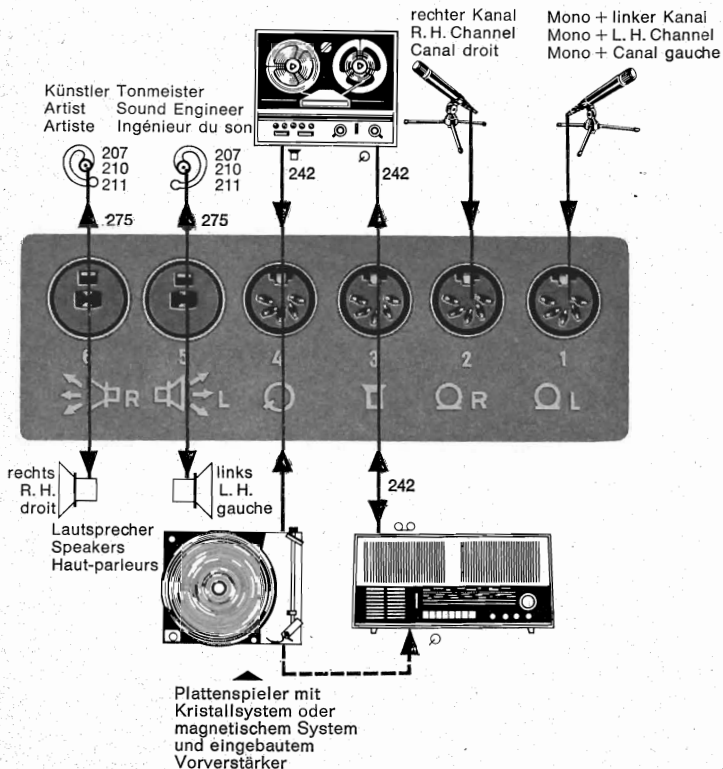 rechter Kanal
R. H. Channel
Canal droit
Mono + linker Kanal
Mono + L. H. Channel
Mono + Canal gauche
Künstler Tonmeister
Artist Sound Engineer
Artiste Ingénieur du son
207
210
211
207
210
211
275
275
242
242
6
5
4
3
2
1
R
L
R
L
rechts
R. H.
droit
links
L. H.
gauche
Lautsprecher
Speakers
Haut-parleurs
242
Plattenspieler mit
Kristallsystem oder
magnetischem System
und eingebautem
Vorverstärker